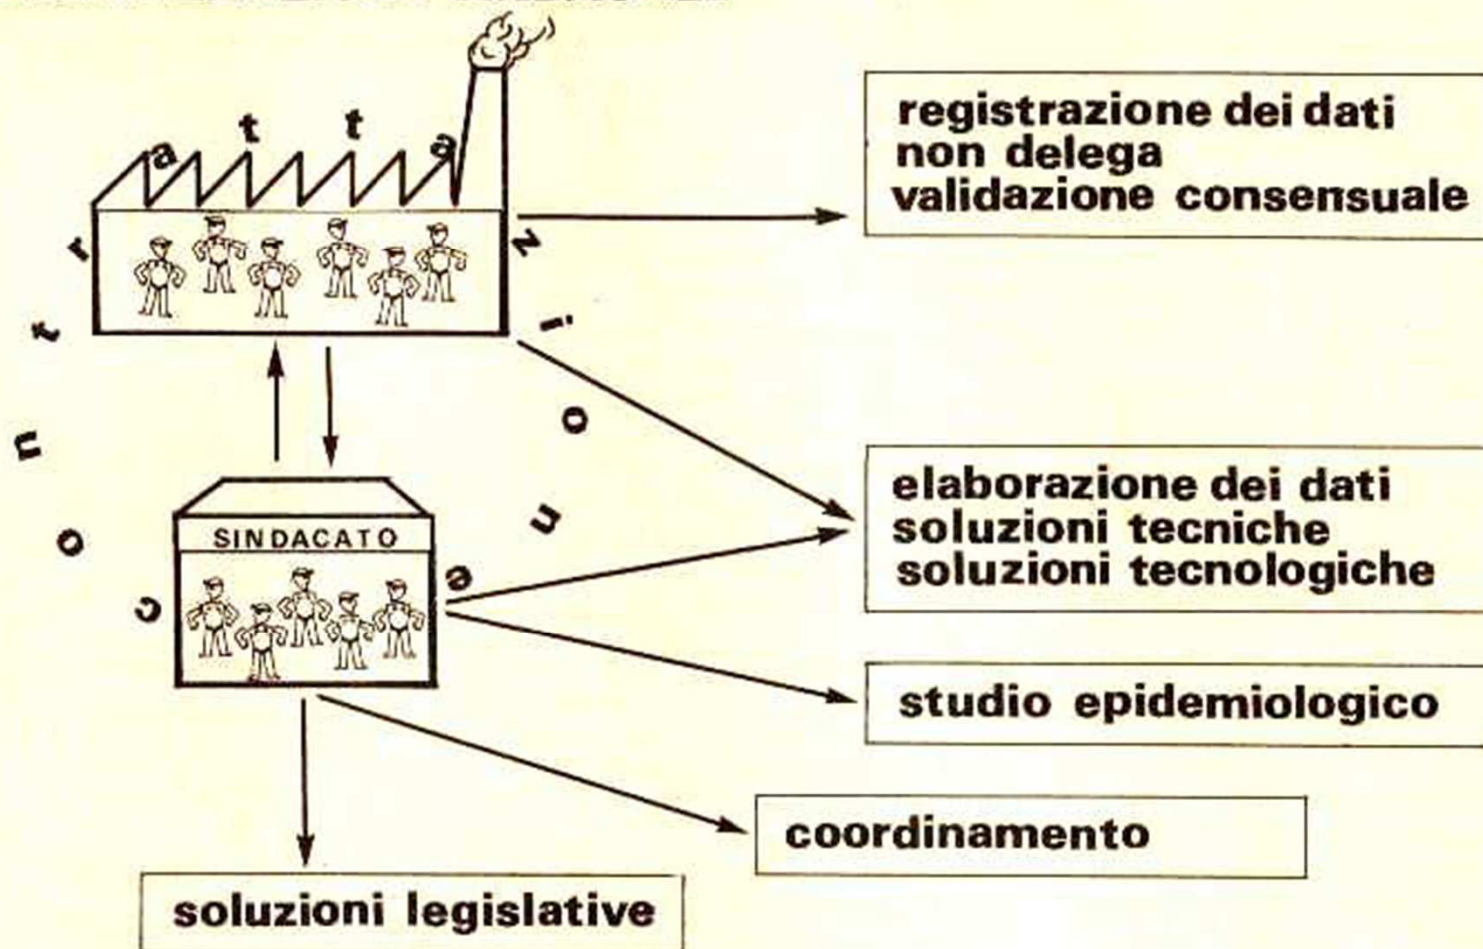 contrattazione
registrazione dei dati
non delega
validazione consensuale
SINDACATO
elaborazione dei dati
soluzioni tecniche
soluzioni tecnologiche
studio epidemiologico
coordinamento
soluzioni legislative